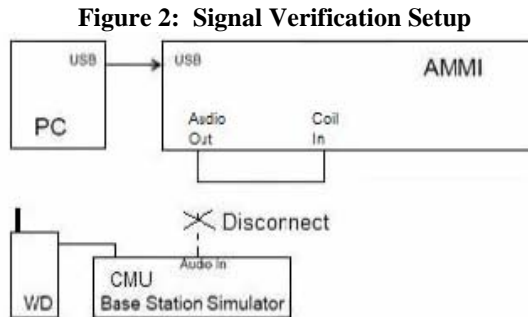 Figure 2: Signal Verification Setup
USB
USB
AMMI
PC
Audio Out
Coil In
Disconnect
Audio In
CMU
Base Station Simulator
WD